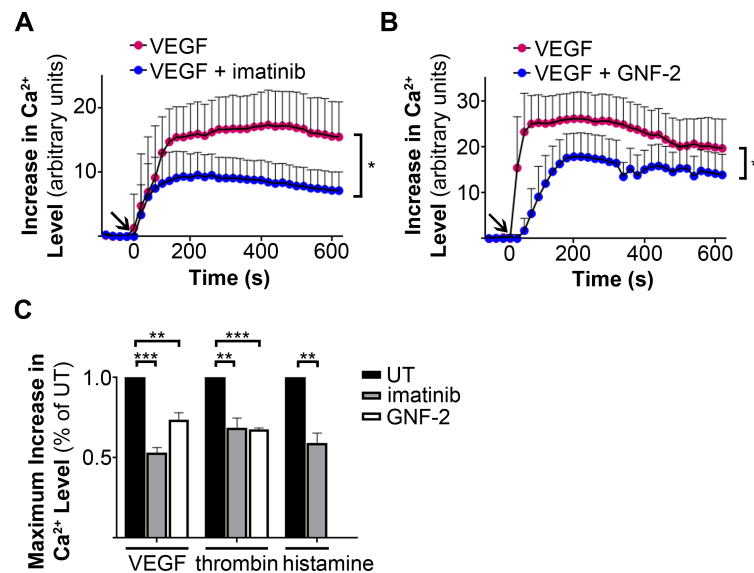 A
VEGF
VEGF + imatinib
Increase in Ca²⁺
Level (arbitrary units)
20
10
0
200
400
600
Time (s)
*
B
VEGF
VEGF + GNF-2
Increase in Ca²⁺
Level (arbitrary units)
30
20
10
0
200
400
600
Time (s)
*
C
Maximum Increase in
Ca²⁺ Level (% of UT)
1.0
0.5
** *** **
*** ** 
UT
imatinib
GNF-2
VEGF thrombin histamine